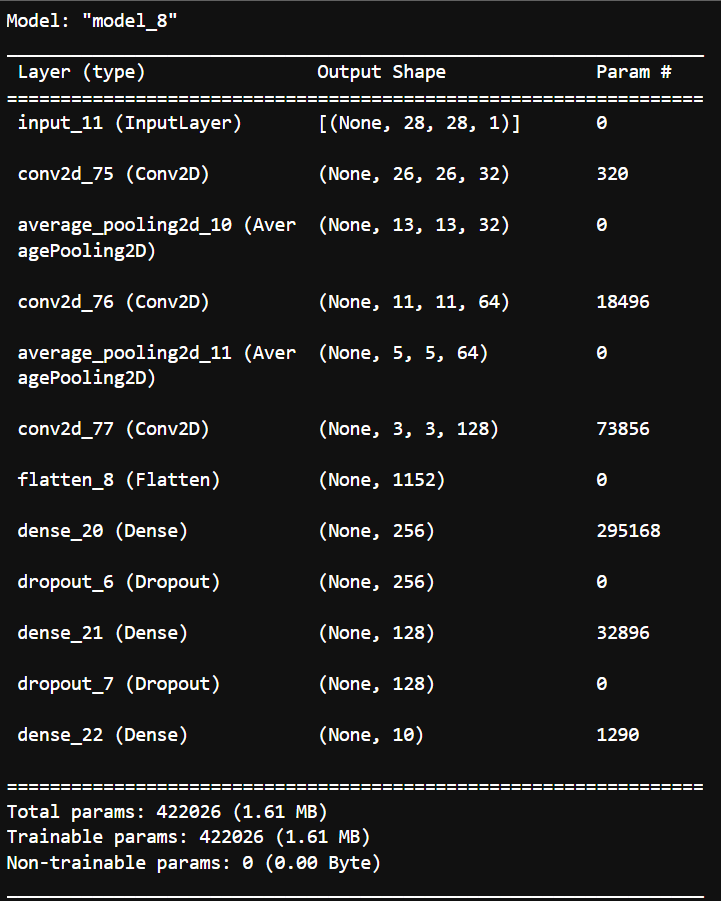 Model: "model_8"
Layer (type) Output Shape Param #
=================================================================
input_11 (InputLayer) [(None, 28, 28, 1)] 0
conv2d_75 (Conv2D) (None, 26, 26, 32) 320
average_pooling2d_10 (Aver (None, 13, 13, 32) 0
agePooling2D)
conv2d_76 (Conv2D) (None, 11, 11, 64) 18496
average_pooling2d_11 (Aver (None, 5, 5, 64) 0
agePooling2D)
conv2d_77 (Conv2D) (None, 3, 3, 128) 73856
flatten_8 (Flatten) (None, 1152) 0
dense_20 (Dense) (None, 256) 295168
dropout_6 (Dropout) (None, 256) 0
dense_21 (Dense) (None, 128) 32896
dropout_7 (Dropout) (None, 128) 0
dense_22 (Dense) (None, 10) 1290
=================================================================
Total params: 422026 (1.61 MB)
Trainable params: 422026 (1.61 MB)
Non-trainable params: 0 (0.00 Byte)